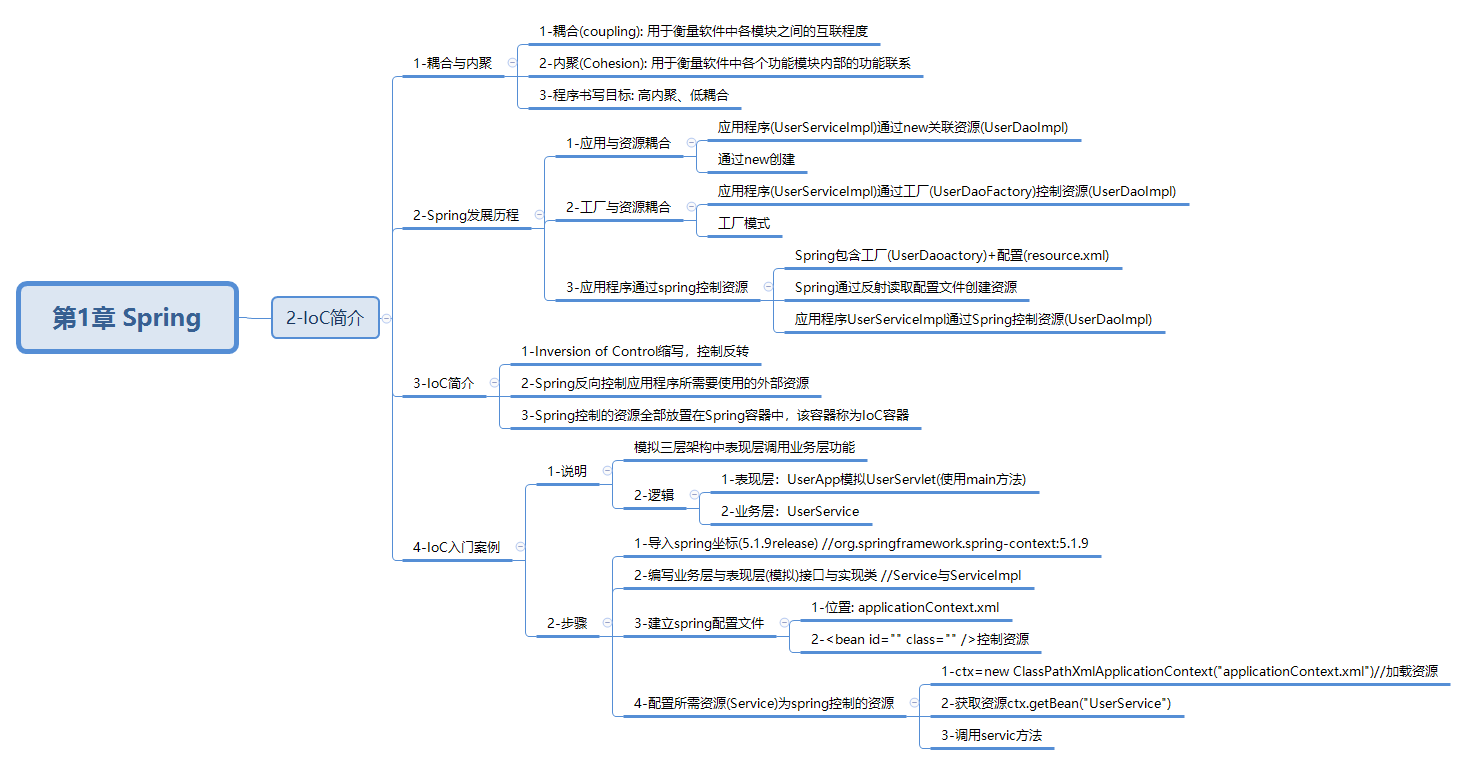 第1章 Spring
2-IoC简介
1-耦合与内聚
1-耦合(coupling): 用于衡量软件中各模块之间的互联程度
2-内聚(Cohesion): 用于衡量软件中各个功能模块内部的功能联系
3-程序书写目标: 高内聚、低耦合
2-Spring发展历程
1-应用与资源耦合
应用程序(UserServiceImpl)通过new关联资源(UserDaoImpl)
通过new创建
2-工厂与资源耦合
应用程序(UserServiceImpl)通过工厂(UserDaoFactory)控制资源(UserDaoImpl)
工厂模式
3-应用程序通过spring控制资源
Spring包含工厂(UserDaoactory)+配置(resource.xml)
Spring通过反射读取配置文件创建资源
应用程序UserServiceImpl通过Spring控制资源(UserDaoImpl)
3-IoC简介
1-Inversion of Control缩写，控制反转
2-Spring反向控制应用程序所需要使用的外部资源
3-Spring控制的资源全部放置在Spring容器中，该容器称为IoC容器
4-IoC入门案例
1-说明
模拟三层架构中表现层调用业务层功能
2-逻辑
1-表现层：UserApp模拟UserServlet(使用main方法)
2-业务层：UserService
2-步骤
1-导入spring坐标(5.1.9release) //org.springframework.spring-context:5.1.9
2-编写业务层与表现层(模拟)接口与实现类 //Service与ServiceImpl
3-建立spring配置文件
1-位置: applicationContext.xml
2-<bean id="" class="" />控制资源
4-配置所需资源(Service)为spring控制的资源
1-ctx=new ClassPathXmlApplicationContext("applicationContext.xml")//加载资源
2-获取资源ctx.getBean("UserService")
3-调用servic方法